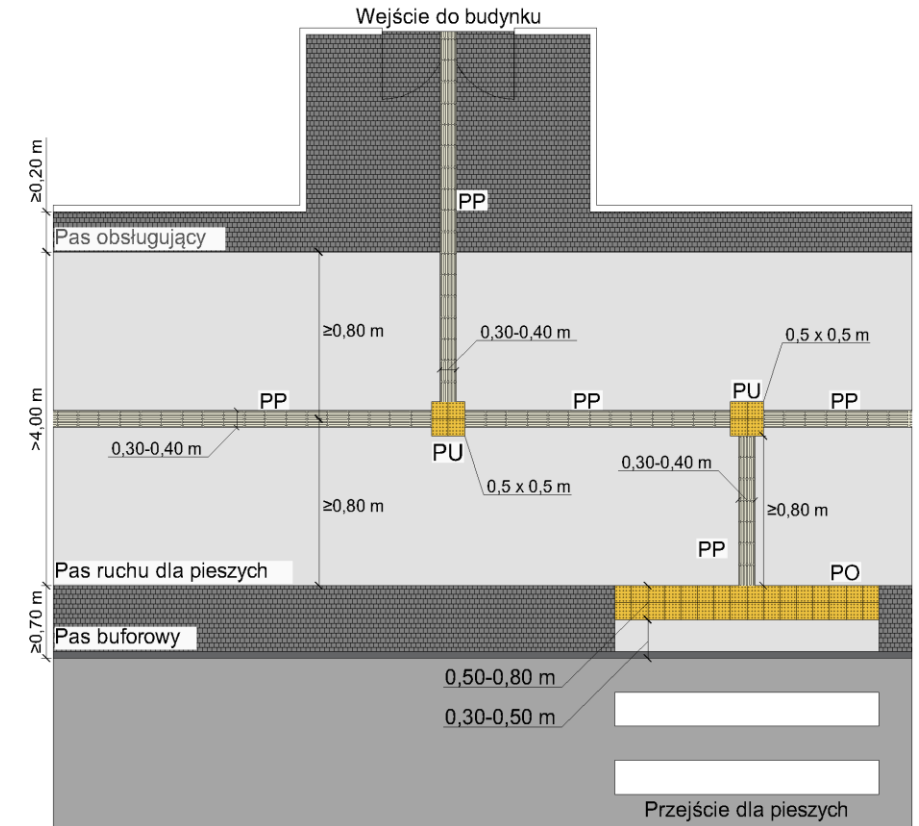 Wejście do budynku
≥0,20 m
PP
Pas obsługujący
≥0,80 m
0,30-0,40 m
0,5 x 0,5 m
PU
PP
PP
PP
>4,00 m
0,30-0,40 m
PU
0,30-0,40 m
0,5 x 0,5 m
≥0,80 m
≥0,80 m
PP
Pas ruchu dla pieszych
PO
≥0,70 m
Pas buforowy
0,50-0,80 m
0,30-0,50 m
Przejście dla pieszych